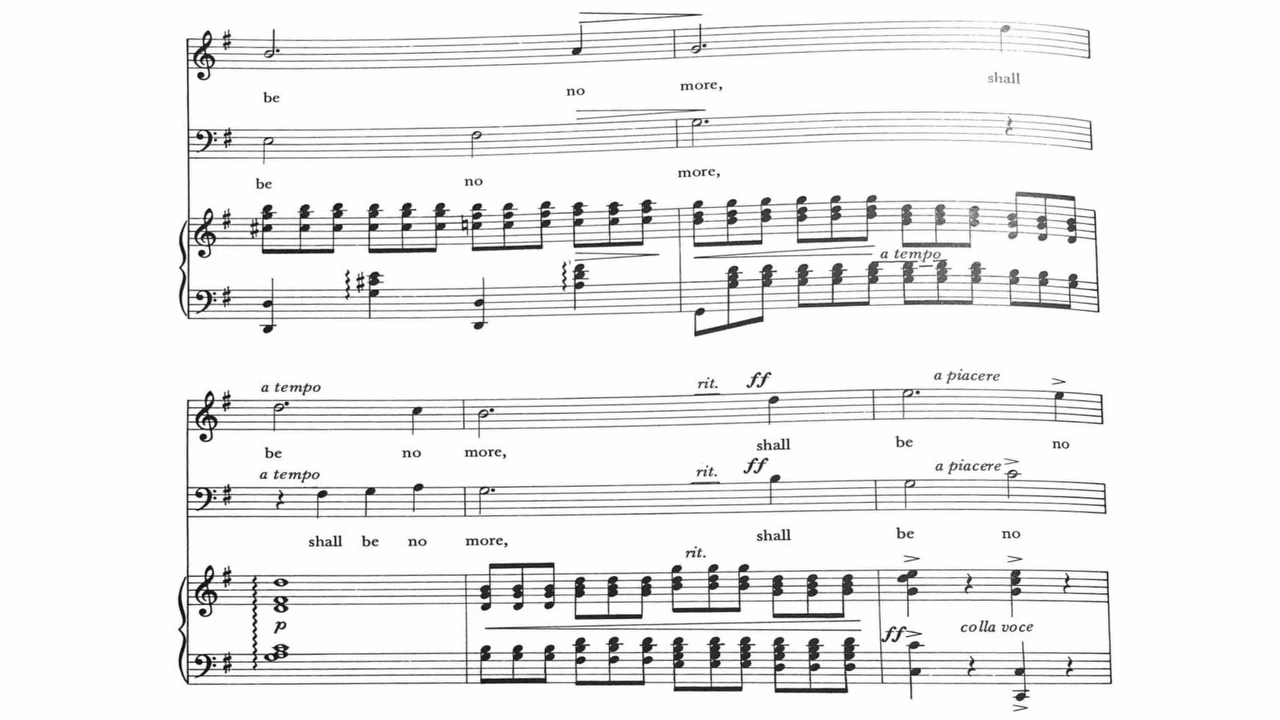 be no more, shall
be no more,
a tempo
a tempo rit. ff a piacere
be no more, shall be no
a tempo rit. ff a piacere
shall be no more, shall be no
rit.
p ff colla voce